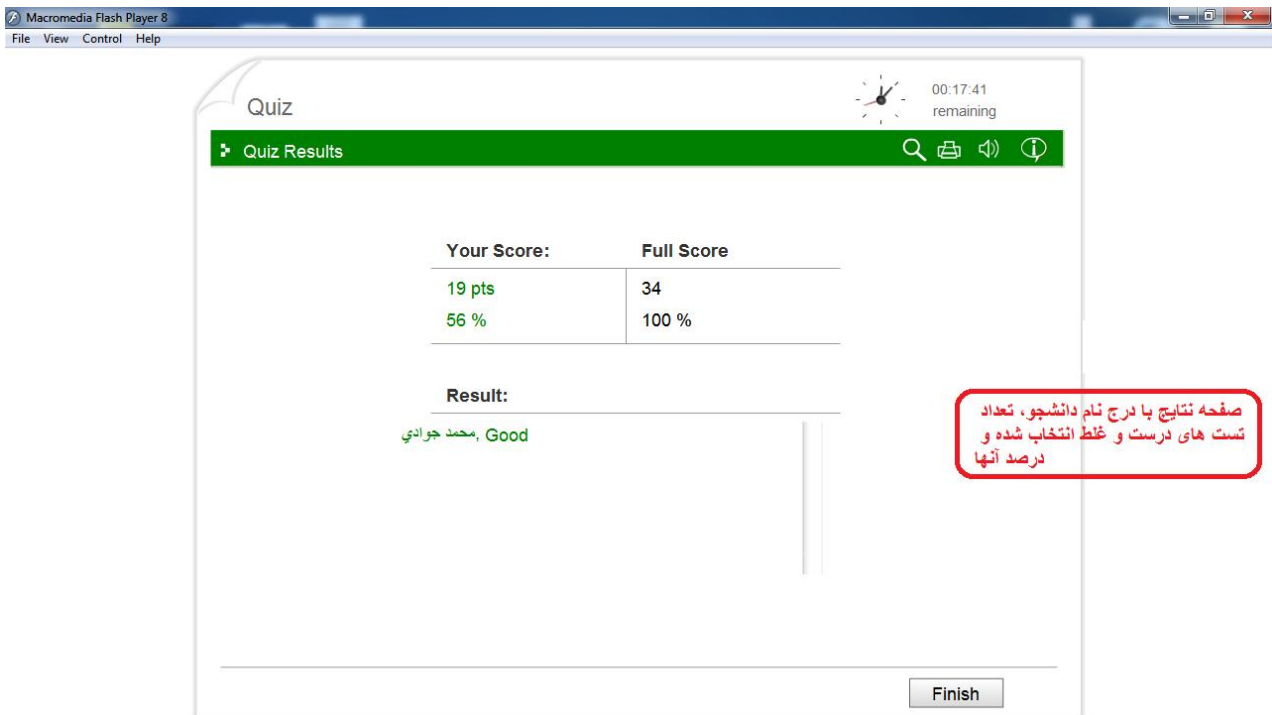 Macromedia Flash Player 8
File View Control Help
Quiz
00:17:41
remaining
Quiz Results
Your Score: Full Score
19 pts 34
56 % 100 %
Result:
محمد جوادي, Good
صفحه نتایج با درج نام دانشجو، تعداد
تست های درست و غلط انتخاب شده و
درصد آنها
Finish